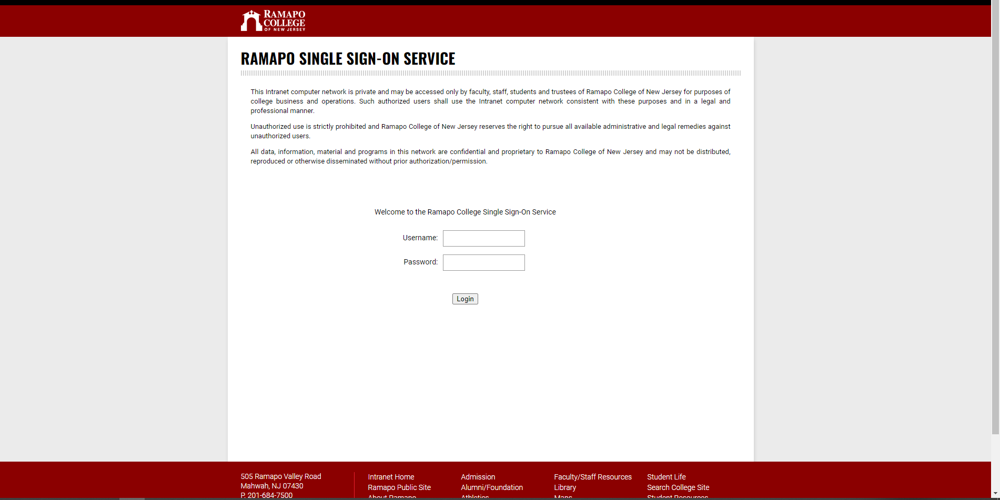 RAMAPO
COLLEGE
OF NEW JERSEY
RAMAPO SINGLE SIGN-ON SERVICE
This Intranet computer network is private and may be accessed only by faculty, staff, students and trustees of Ramapo College of New Jersey for purposes of
college business and operations. Such authorized users shall use the Intranet computer network consistent with these purposes and in a legal and
professional manner.
Unauthorized use is strictly prohibited and Ramapo College of New Jersey reserves the right to pursue all available administrative and legal remedies against
unauthorized users.
All data, information, material and programs in this network are confidential and proprietary to Ramapo College of New Jersey and may not be distributed,
reproduced or otherwise disseminated without prior authorization/permission.
Welcome to the Ramapo College Single Sign-On Service
Username:
Password:
Login
505 Ramapo Valley Road
Mahwah, NJ 07430
P. 201-684-7500
Intranet Home
Ramapo Public Site
About Ramapo
Admission
Alumni/Foundation
Athletics
Faculty/Staff Resources
Library
Maps
Student Life
Search College Site
Student Resources